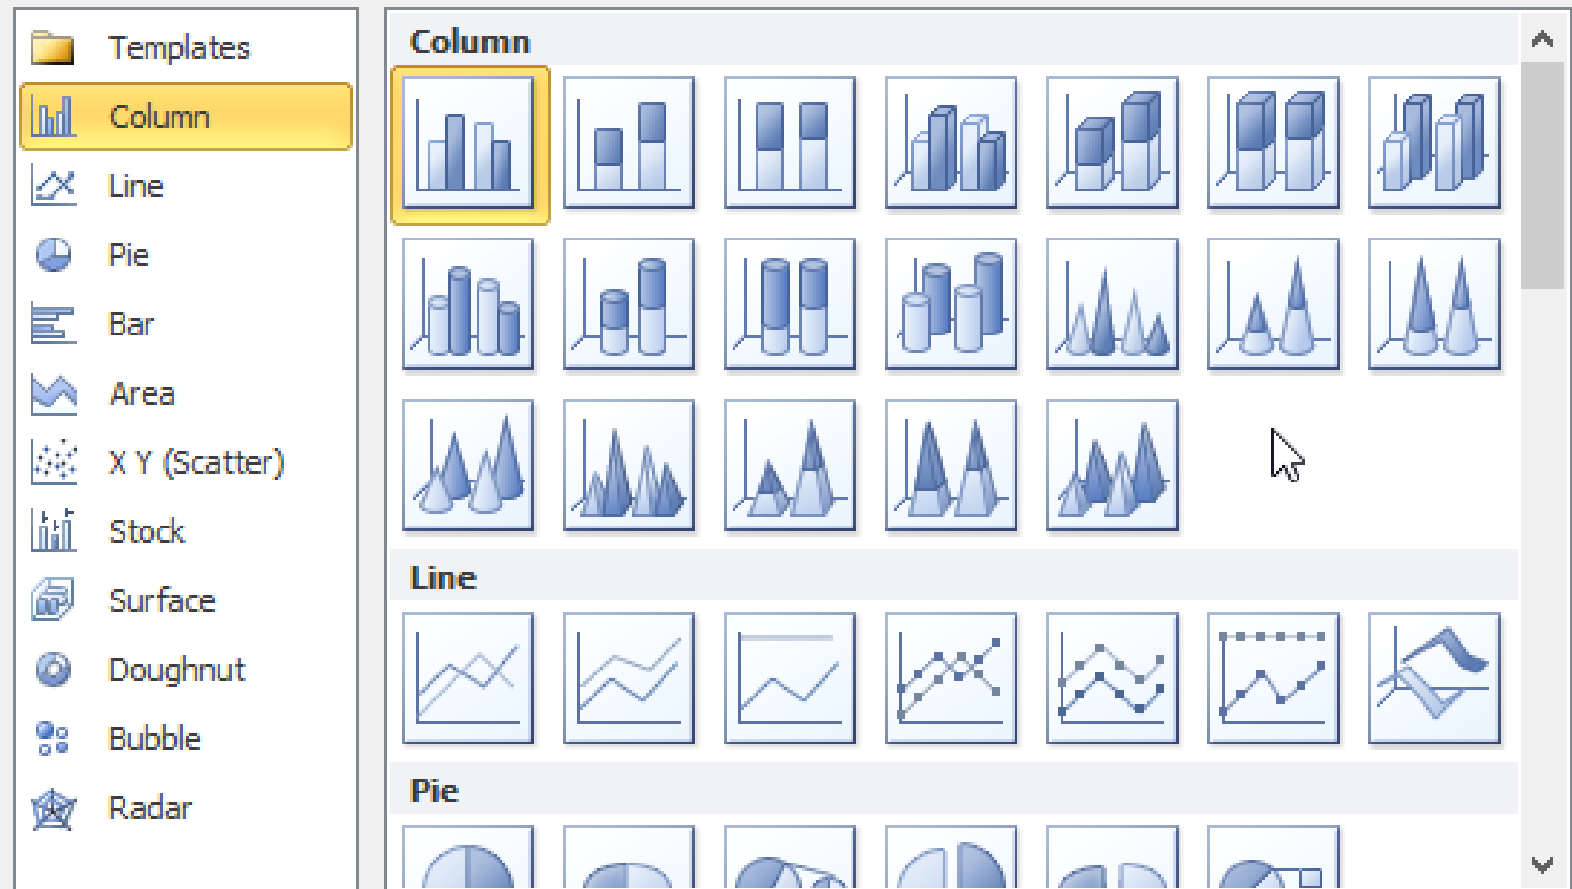 Templates
Column
Line
Pie
Bar
Area
X Y (Scatter)
Stock
Surface
Doughnut
Bubble
Radar
Column
Line
Pie